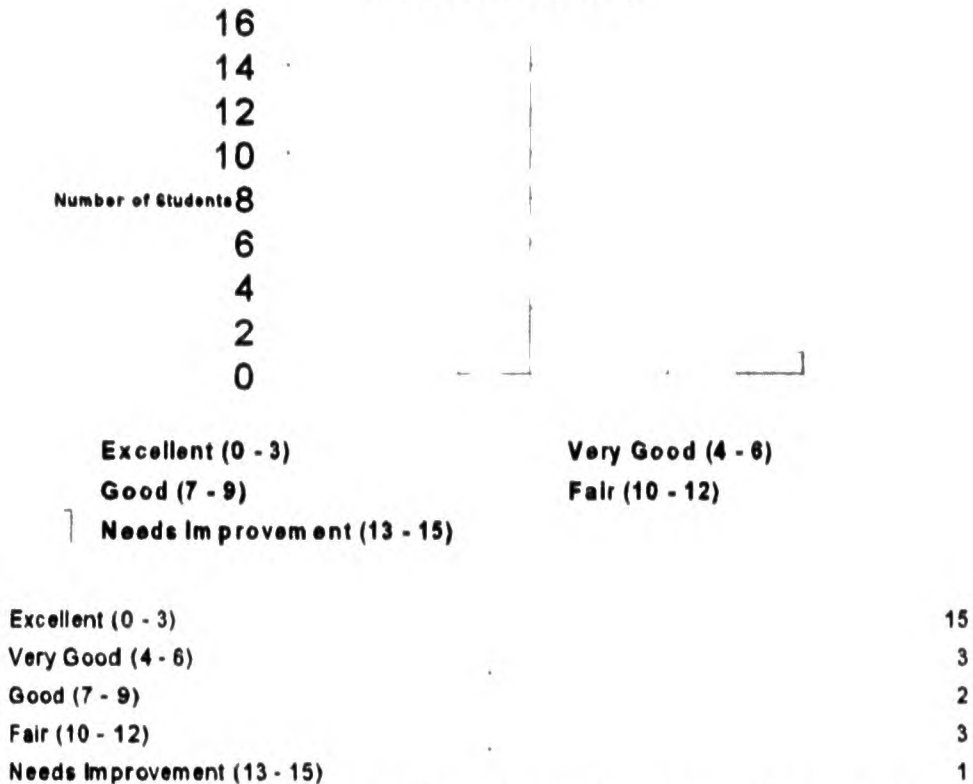 16
14
12
10
Number of Students 8
6
4
2
0
Excellent (0 - 3) Very Good (4 - 6)
Good (7 - 9) Fair (10 - 12)
Needs Improvement (13 - 15)
Excellent (0 - 3) 15
Very Good (4 - 6) 3
Good (7 - 9) 2
Fair (10 - 12) 3
Needs Improvement (13 - 15) 1